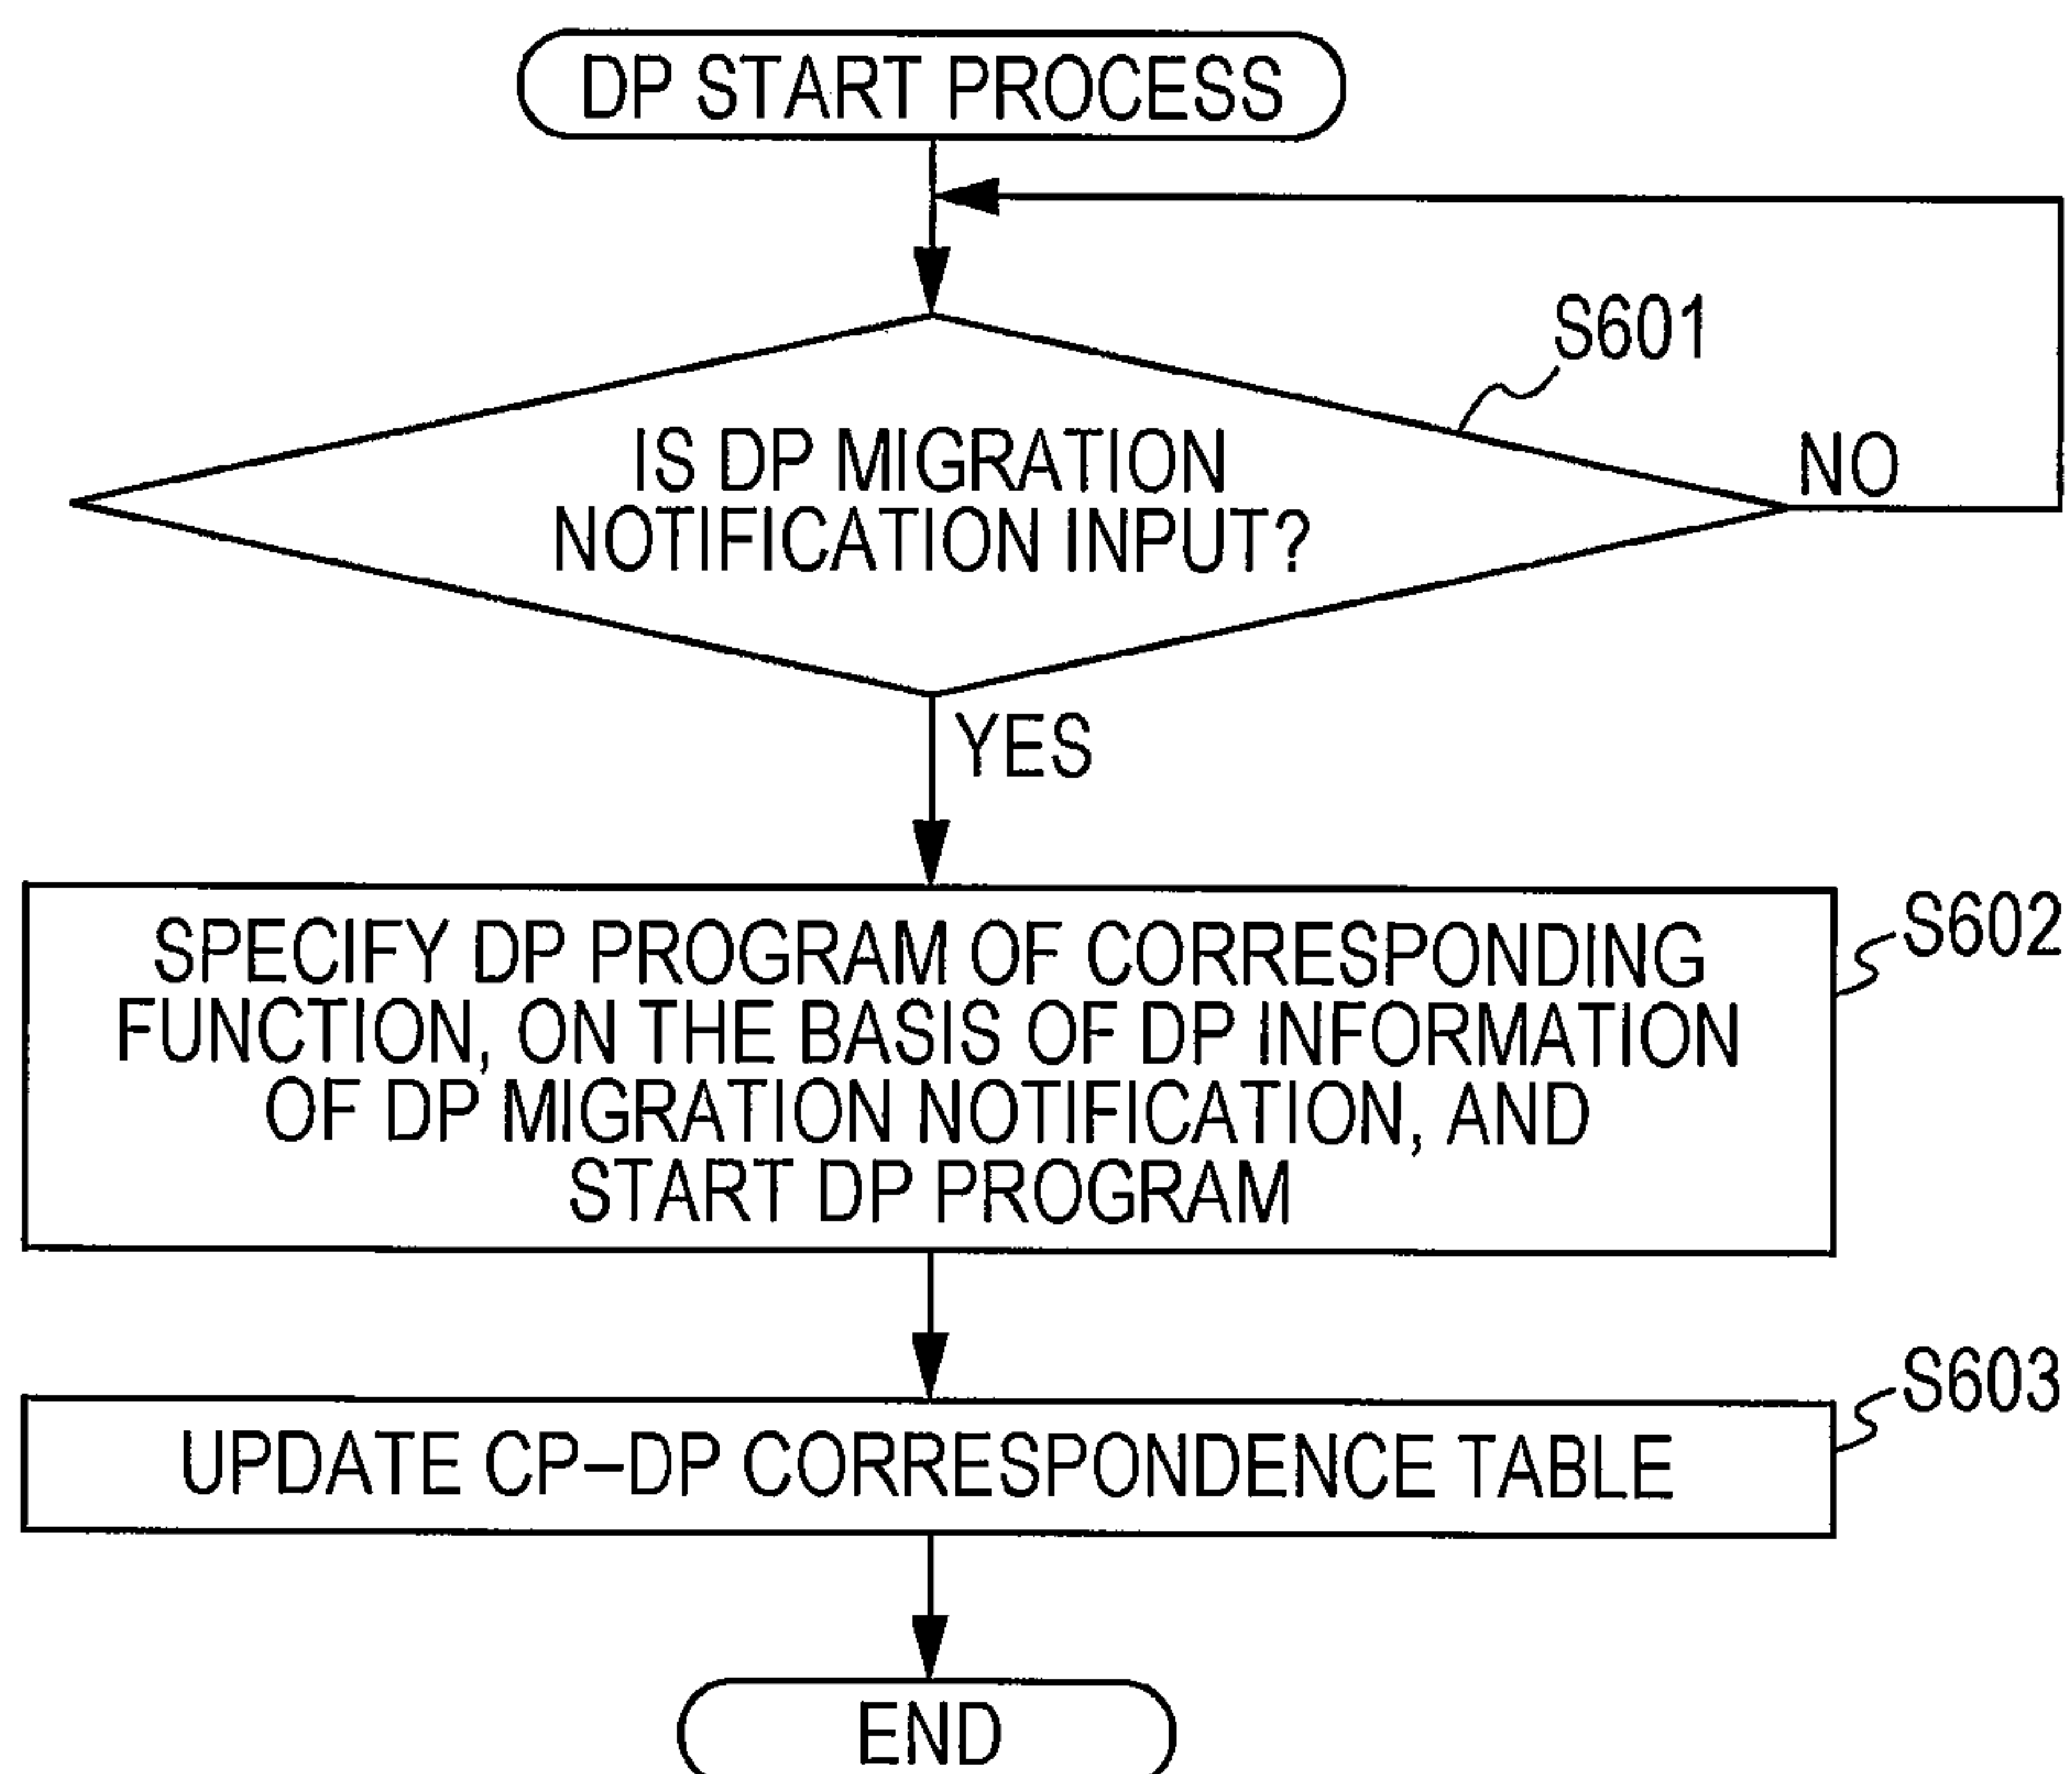 DP START PROCESS
S601
IS DP MIGRATION
NOTIFICATION INPUT?
NO
YES
SPECIFY DP PROGRAM OF CORRESPONDING
FUNCTION, ON THE BASIS OF DP INFORMATION
OF DP MIGRATION NOTIFICATION, AND
START DP PROGRAM
S602
UPDATE CP–DP CORRESPONDENCE TABLE
S603
END